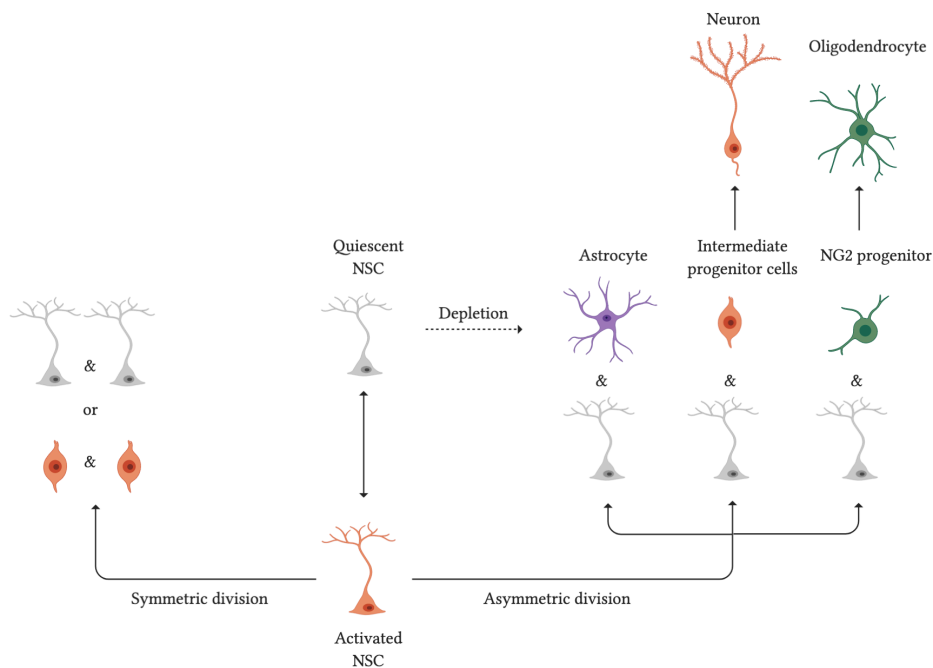 Neuron
Oligodendrocyte
Quiescent
NSC
Astrocyte
Intermediate
progenitor cells
NG2 progenitor
Depletion
&
or
&
&
&
&
Symmetric division
Asymmetric division
Activated
NSC